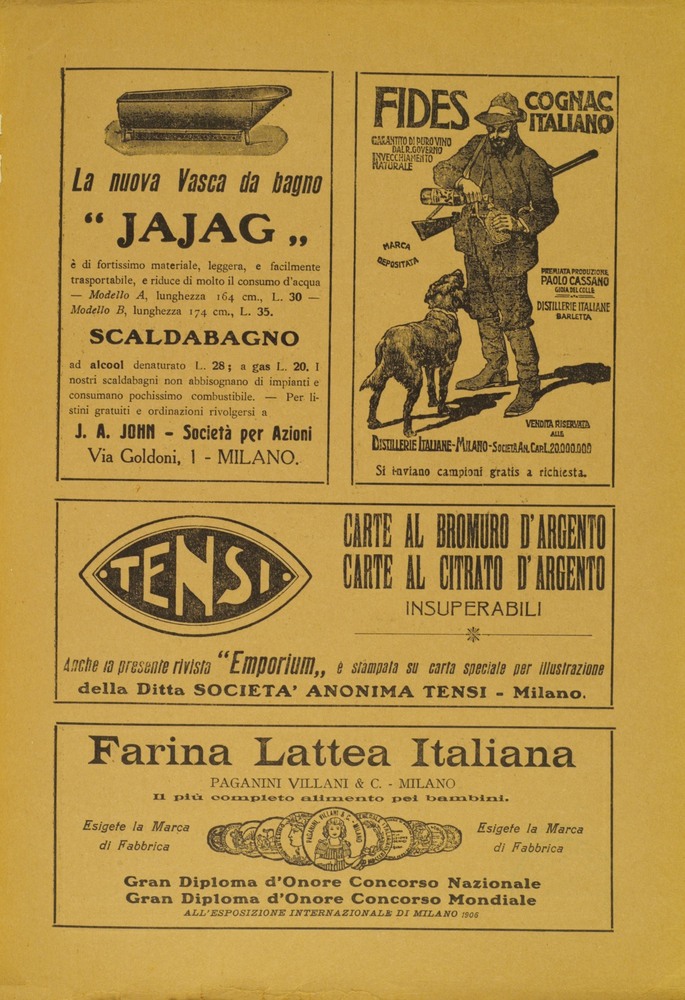 La nuova Vasca da bagno
“ JAJAG „
è di fortissimo materiale, leggera, e facilmente
trasportabile, e riduce di molto il consumo d'acqua
— Modello A, lunghezza 164 cm., L. 30 —
Modello B, lunghezza 174 cm., L. 35.
SCALDABAGNO
ad alcool denaturato L. 28; a gas L. 20. I
nostri scaldabagni non abbisognano di impianti e
consumano pochissimo combustibile. — Per li-
stini gratuiti e ordinazioni rivolgersi a
J. A. JOHN - Società per Azioni
Via Goldoni, 1 - MILANO.
FIDES COGNAC
ITALIANO
GARANTITO DI PURO VINO
DAL R. GOVERNO
INVECCHIAMENTO
NATURALE
MARCA
DEPOSITATA
PREMIATA PRODUZIONE
PAOLO CASSANO
GIOIA DEL COLLE
DISTILLERIE ITALIANE
BARLETTA
VENDITA RISERVATA
ALLE
DISTILLERIE ITALIANE-MILANO-SOCIETÀ AN. CAP. L. 20.000.000
Si inviano campioni gratis a richiesta.
TENSI
CARTE AL BROMURO D'ARGENTO
CARTE AL CITRATO D'ARGENTO
INSUPERABILI
Anche la presente rivista “Emporium„ è stampata su carta speciale per illustrazione
della Ditta SOCIETA' ANONIMA TENSI - Milano.
Farina Lattea Italiana
PAGANINI VILLANI & C. - MILANO
Il più completo alimento pei bambini.
Esigete la Marca
di Fabbrica
PAGANINI, VILLANI & C. - MILANO
Esigete la Marca
di Fabbrica
Gran Diploma d'Onore Concorso Nazionale
Gran Diploma d'Onore Concorso Mondiale
ALL'ESPOSIZIONE INTERNAZIONALE DI MILANO 1906